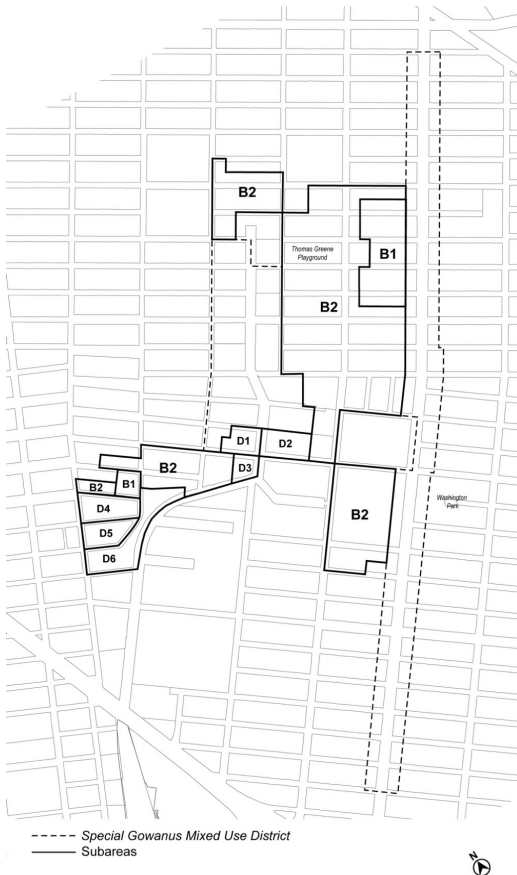 B2
Thomas Greene
Playground
B1
B2
D1
D2
B2
D3
B2
B1
D4
D5
D6
B2
Washington
Park
Special Gowanus Mixed Use District
Subareas
N